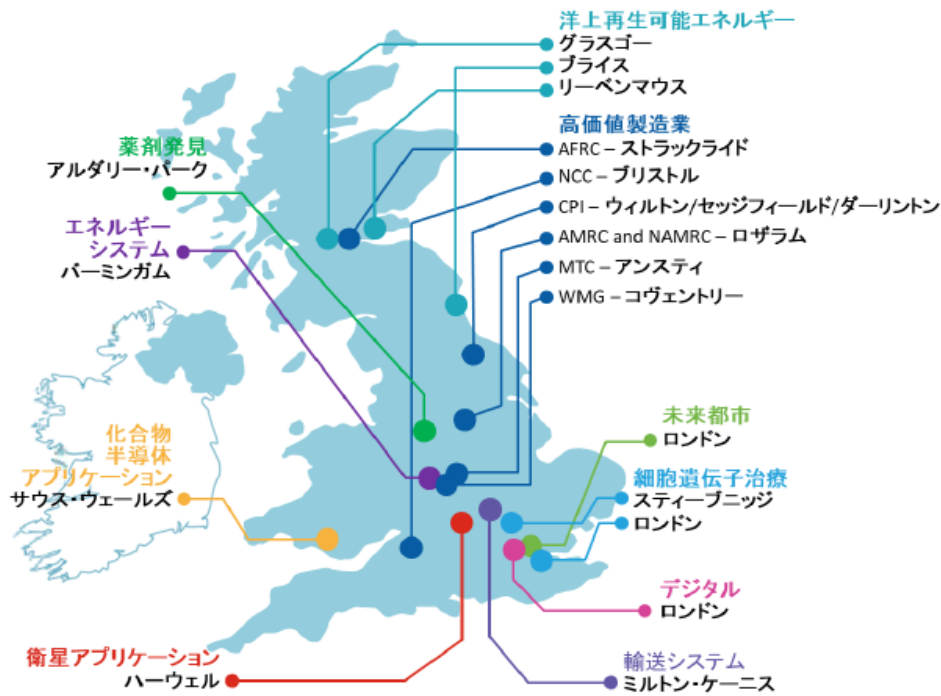 洋上再生可能エネルギー
グラスゴー
ブライス
リーベンマウス
高価値製造業
AFRC – ストラックライド
NCC – ブリストル
CPI – ウィルトン/セッジフィールド/ダーリントン
AMRC and NAMRC – ロザラム
MTC – アンスティ
WMG – コヴェントリー
薬剤発見
アルダリー・パーク
エネルギー
システム
バーミンガム
化合物
半導体
アプリケーション
サウス・ウェールズ
未来都市
ロンドン
細胞遺伝子治療
スティーブニッジ
ロンドン
デジタル
ロンドン
衛星アプリケーション
ハーウェル
輸送システム
ミルトン・ケーニス